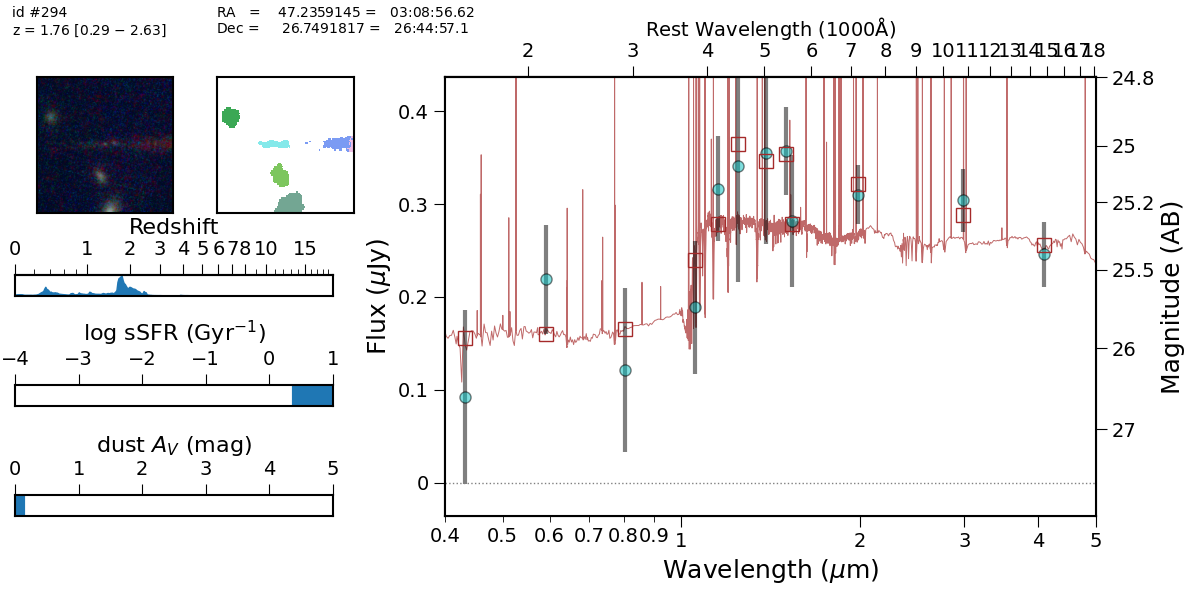 id #294
z = 1.76 [0.29 − 2.63]
RA = 47.2359145 = 03:08:56.62
Dec = 26.7491817 = 26:44:57.1
Redshift
0 1 2 3 4 5 6 7 8 10 15
log sSFR (Gyr⁻¹)
−4 −3 −2 −1 0 1
dust A_V (mag)
0 1 2 3 4 5
Rest Wavelength (1000Å)
2 3 4 5 6 7 8 9 10 11 12 13 14 15 16 17 18
Flux (μJy)
0.4
0.3
0.2
0.1
0
24.8
25
25.2
25.5
26
27
Magnitude (AB)
0.4 0.5 0.6 0.7 0.8 0.9 1 2 3 4 5
Wavelength (μm)